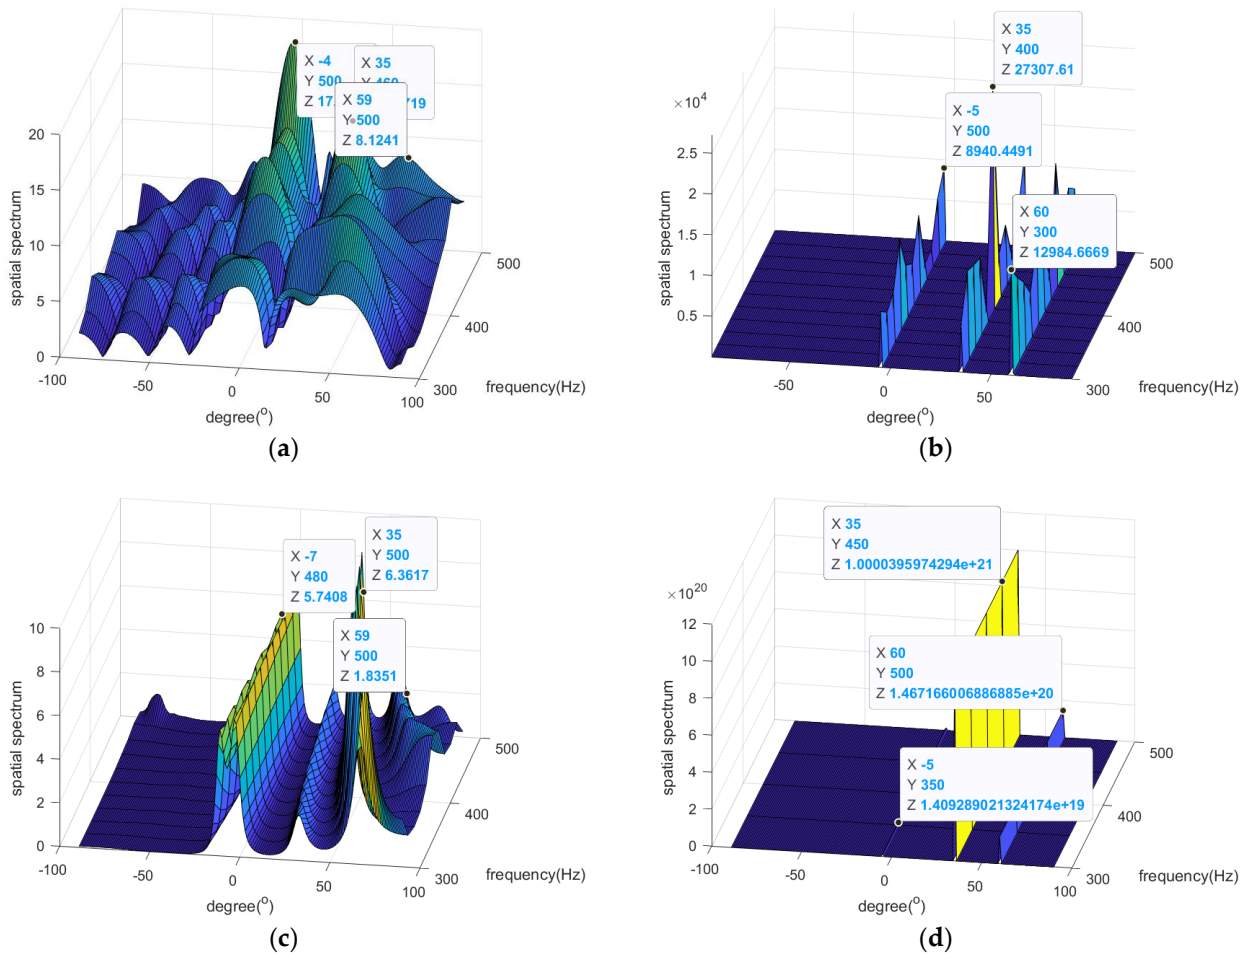 X -4
Y 500
Z 17.
X 35
Y 460
719
X 59
Y 500
Z 8.1241
20
15
10
5
0
spatial spectrum
-100
-50
0
50
100
degree(o)
300
400
500
frequency(Hz)
(a)
X 35
Y 400
Z 27307.61
X -5
Y 500
Z 8940.4491
X 60
Y 300
Z 12984.6669
×10^4
2.5
2
1.5
1
0.5
spatial spectrum
-50
0
50
degree(o)
300
400
500
frequency(Hz)
(b)
X -7
Y 480
Z 5.7408
X 35
Y 500
Z 6.3617
X 59
Y 500
Z 1.8351
10
8
6
4
2
0
spatial spectrum
-100
-50
0
50
100
degree(o)
300
400
500
frequency(Hz)
(c)
X 35
Y 450
Z 1.0000395974294e+21
X 60
Y 500
Z 1.467166006886885e+20
X -5
Y 350
Z 1.409289021324174e+19
×10^20
12
10
8
6
4
2
0
spatial spectrum
-100
-50
0
50
100
degree(o)
300
400
500
frequency(Hz)
(d)